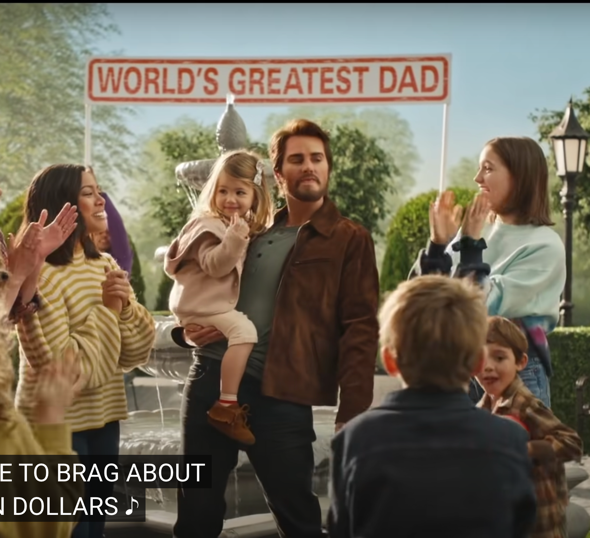 WORLD'S GREATEST DAD
E TO BRAG ABOUT
N DOLLARS ♪